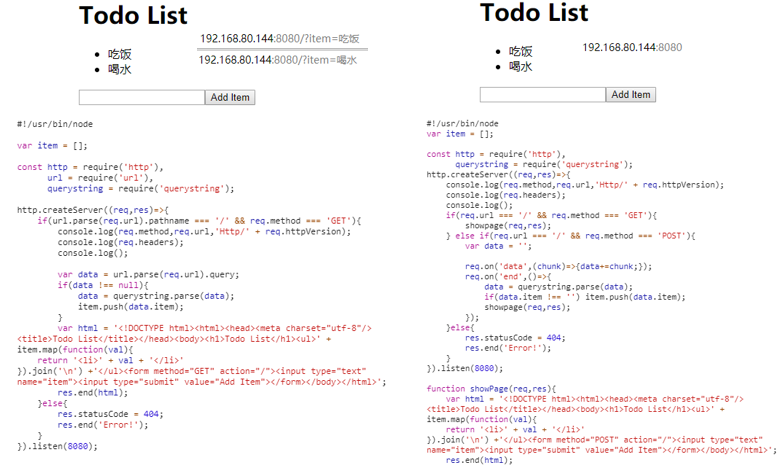 Todo List
• 吃饭
• 喝水
192.168.80.144:8080/?item=吃饭
192.168.80.144:8080/?item=喝水
Add Item
#!/usr/bin/node
var item = [];
const http = require('http'),
url = require('url'),
querystring = require('querystring');
http.createServer((req,res)=>{
if(url.parse(req.url).pathname === '/' && req.method === 'GET'){
console.log(req.method,req.url,'Http/' + req.httpVersion);
console.log(req.headers);
console.log();
var data = url.parse(req.url).query;
if(data !== null){
data = querystring.parse(data);
item.push(data.item);
}
var html = '<!DOCTYPE html><html><head><meta charset="utf-8"/>
<title>Todo List</title></head><body><h1>Todo List</h1><ul>' +
item.map(function(val){
return '<li>' + val + '</li>'
}).join('\n') +'</ul><form method="GET" action="/"><input type="text"
name="item"><input type="submit" value="Add Item"></form></body></html>';
res.end(html);
}else{
res.statusCode = 404;
res.end('Error!');
}
}).listen(8080);
Todo List
• 吃饭
• 喝水
192.168.80.144:8080
Add Item
#!/usr/bin/node
var item = [];
const http = require('http'),
querystring = require('querystring');
http.createServer((req,res)=>{
console.log(req.method,req.url,'Http/' + req.httpVersion);
console.log(req.headers);
console.log();
if(req.url === '/' && req.method === 'GET'){
showpage(req,res);
} else if(req.url === '/' && req.method === 'POST'){
var data = '';
req.on('data',(chunk)=>{data+=chunk;});
req.on('end',()=>{
data = querystring.parse(data);
if(data.item !== '') item.push(data.item);
showpage(req,res);
});
}else{
res.statusCode = 404;
res.end('Error!');
}
}).listen(8080);
function showPage(req,res){
var html = '<!DOCTYPE html><html><head><meta charset="utf-8"/>
<title>Todo List</title></head><body><h1>Todo List</h1><ul>' +
item.map(function(val){
return '<li>' + val + '</li>'
}).join('\n') +'</ul><form method="POST" action="/"><input type="text"
name="item"><input type="submit" value="Add Item"></form></body></html>';
res.end(html);